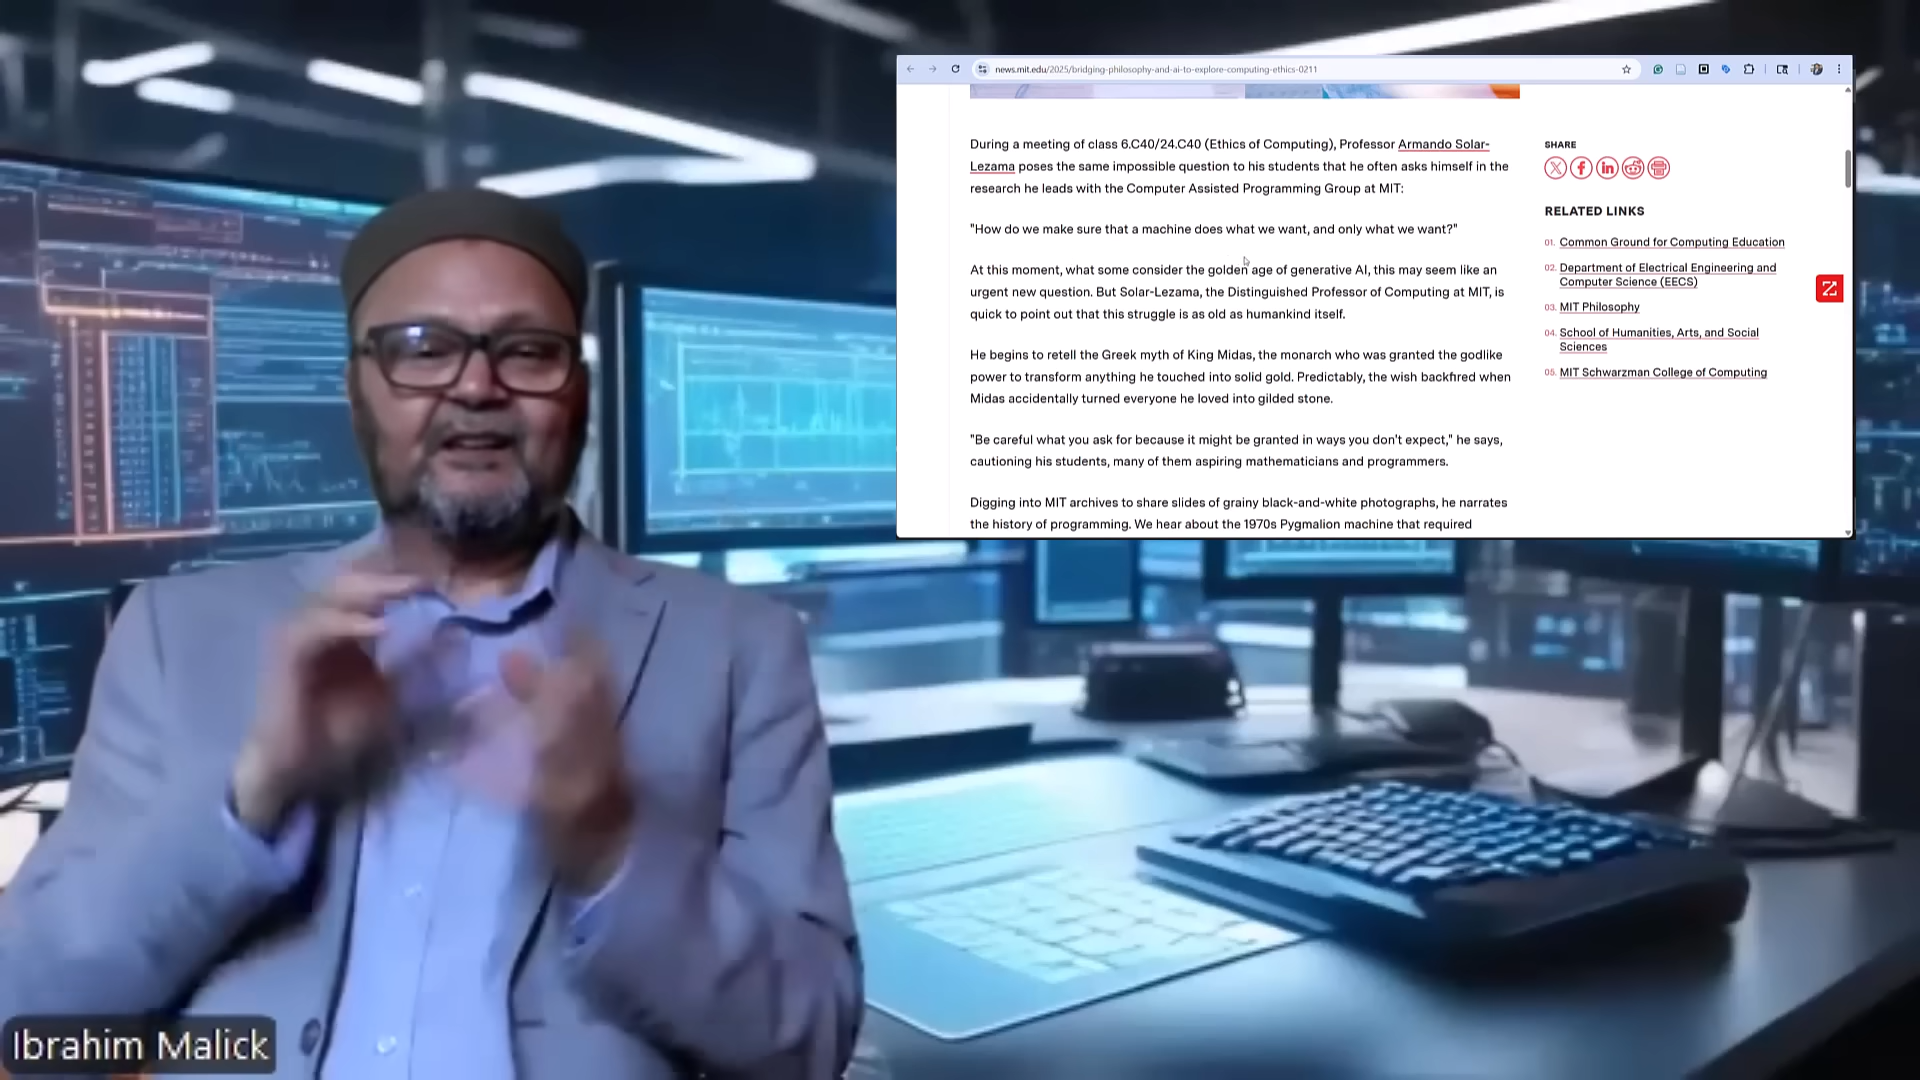 news.mit.edu/2025/bridging-philosophy-and-ai-to-explore-computing-ethics-0211
During a meeting of class 6.C40/24.C40 (Ethics of Computing), Professor Armando Solar-
Lezama poses the same impossible question to his students that he often asks himself in the
research he leads with the Computer Assisted Programming Group at MIT:
"How do we make sure that a machine does what we want, and only what we want?"
At this moment, what some consider the golden age of generative AI, this may seem like an
urgent new question. But Solar-Lezama, the Distinguished Professor of Computing at MIT, is
quick to point out that this struggle is as old as humankind itself.
He begins to retell the Greek myth of King Midas, the monarch who was granted the godlike
power to transform anything he touched into solid gold. Predictably, the wish backfired when
Midas accidentally turned everyone he loved into gilded stone.
"Be careful what you ask for because it might be granted in ways you don't expect," he says,
cautioning his students, many of them aspiring mathematicians and programmers.
Digging into MIT archives to share slides of grainy black-and-white photographs, he narrates
the history of programming. We hear about the 1970s Pygmalion machine that required
SHARE
RELATED LINKS
01. Common Ground for Computing Education
02. Department of Electrical Engineering and
Computer Science (EECS)
03. MIT Philosophy
04. School of Humanities, Arts, and Social
Sciences
05. MIT Schwarzman College of Computing
Ibrahim Malick